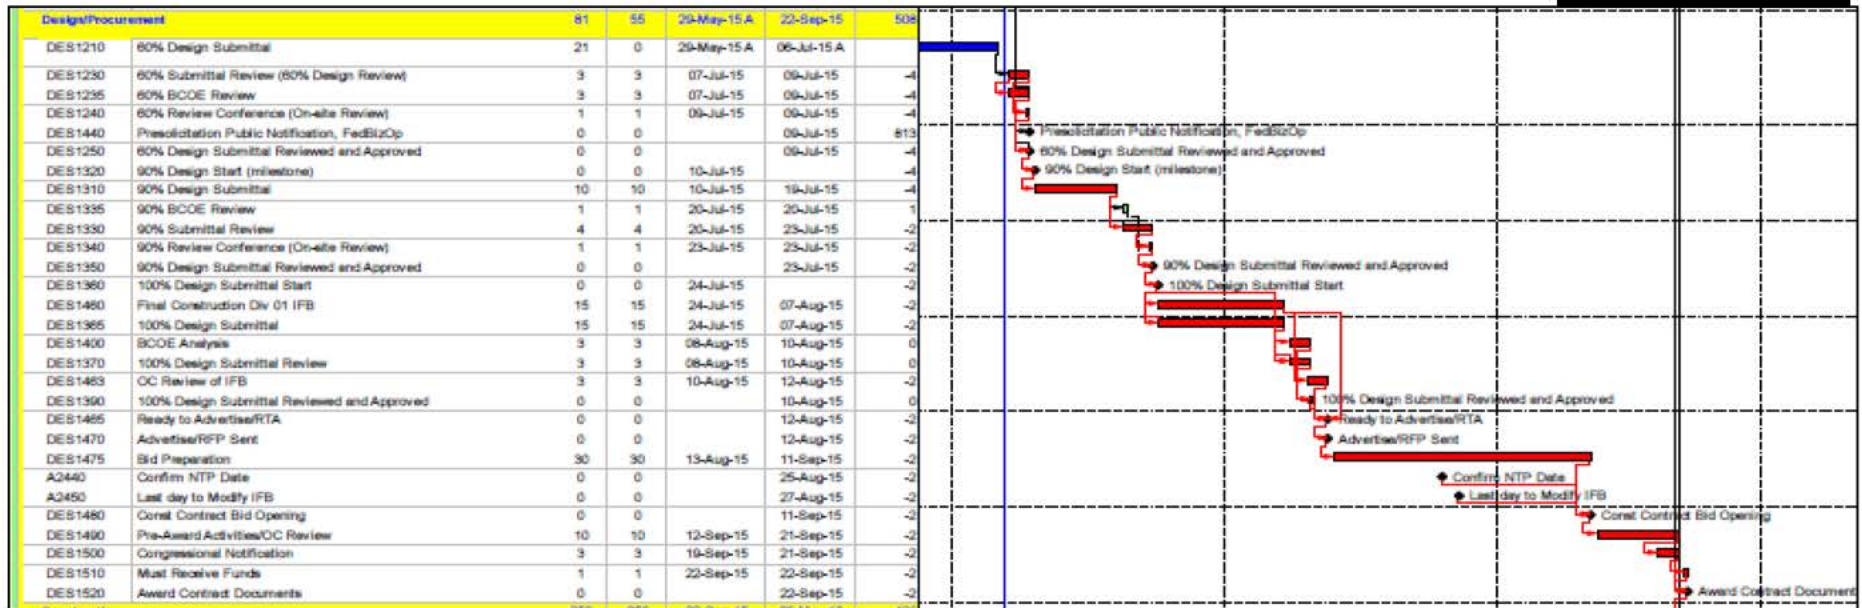 Design/Procurement 81 55 29-May-15 A 22-Sep-15 508
DES1210 60% Design Submittal 21 0 29-May-15 A 06-Jul-15 A
DES1230 60% Submittal Review (60% Design Review) 3 3 07-Jul-15 09-Jul-15 -4
DES1235 60% BCOE Review 3 3 07-Jul-15 09-Jul-15 -4
DES1240 60% Review Conference (On-site Review) 1 1 09-Jul-15 09-Jul-15 -4
DES1440 Presolicitation Public Notification, FedBizOp 0 0 09-Jul-15 813 Presolicitation Public Notification, FedBizOp
DES1250 60% Design Submittal Reviewed and Approved 0 0 09-Jul-15 -4 60% Design Submittal Reviewed and Approved
DES1320 90% Design Start (milestone) 0 0 10-Jul-15 -4 90% Design Start (milestone)
DES1310 90% Design Submittal 10 10 10-Jul-15 19-Jul-15 -4
DES1335 90% BCOE Review 1 1 20-Jul-15 20-Jul-15 1
DES1330 90% Submittal Review 4 4 20-Jul-15 23-Jul-15 -2
DES1340 90% Review Conference (On-site Review) 1 1 23-Jul-15 23-Jul-15 -2
DES1350 90% Design Submittal Reviewed and Approved 0 0 23-Jul-15 -2 90% Design Submittal Reviewed and Approved
DES1360 100% Design Submittal Start 0 0 24-Jul-15 -2 100% Design Submittal Start
DES1460 Final Construction Div 01 IFB 15 15 24-Jul-15 07-Aug-15 -2
DES1365 100% Design Submittal 15 15 24-Jul-15 07-Aug-15 -2
DES1400 BCOE Analysis 3 3 08-Aug-15 10-Aug-15 0
DES1370 100% Design Submittal Review 3 3 08-Aug-15 10-Aug-15 0
DES1463 OC Review of IFB 3 3 10-Aug-15 12-Aug-15 -2
DES1390 100% Design Submittal Reviewed and Approved 0 0 10-Aug-15 0 100% Design Submittal Reviewed and Approved
DES1465 Ready to Advertise/RTA 0 0 12-Aug-15 -2 Ready to Advertise/RTA
DES1470 Advertise/RFP Sent 0 0 12-Aug-15 -2 Advertise/RFP Sent
DES1475 Bid Preparation 30 30 13-Aug-15 11-Sep-15 -2
A2440 Confirm NTP Date 0 0 25-Aug-15 -2 Confirm NTP Date
A2450 Last day to Modify IFB 0 0 27-Aug-15 -2 Last day to Modify IFB
DES1480 Const Contract Bid Opening 0 0 11-Sep-15 -2 Const Contract Bid Opening
DES1490 Pre-Award Activities/OC Review 10 10 12-Sep-15 21-Sep-15 -2
DES1500 Congressional Notification 3 3 19-Sep-15 21-Sep-15 -2
DES1510 Must Receive Funds 1 1 22-Sep-15 22-Sep-15 -2
DES1520 Award Contract Documents 0 0 22-Sep-15 -2 Award Contract Document